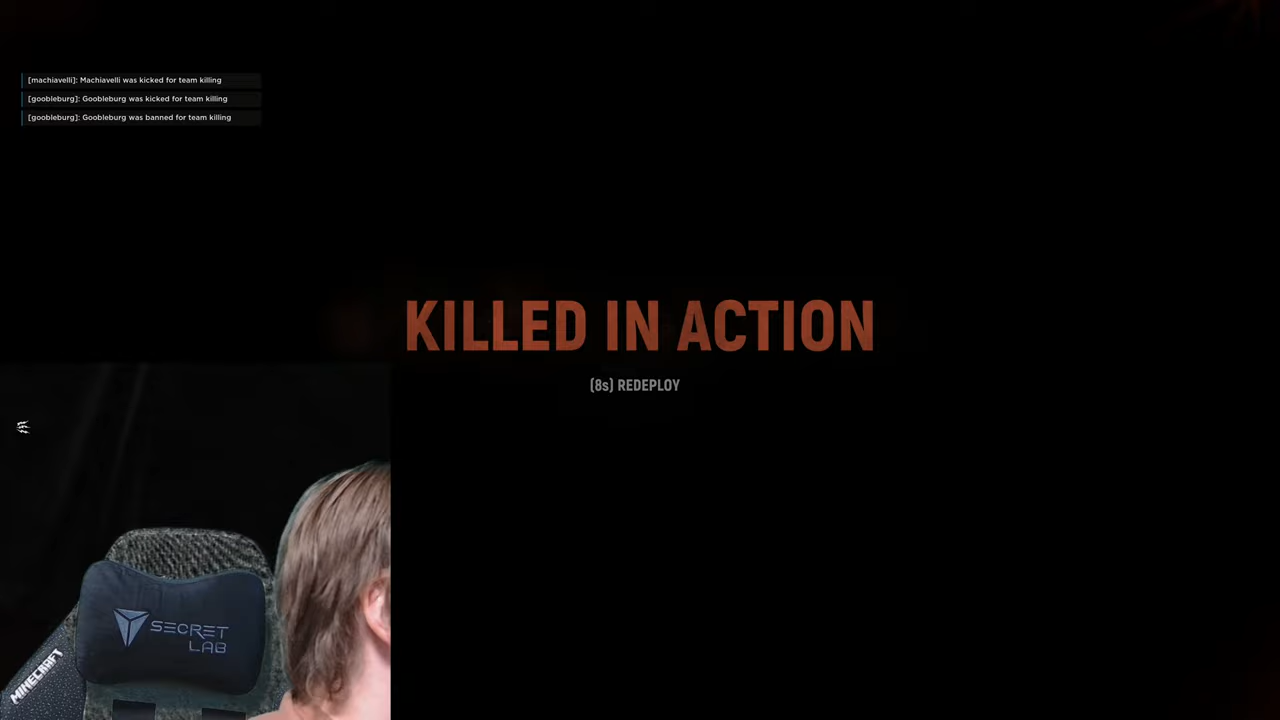 [machiavelli]: Machiavelli was kicked for team killing
[goobleburg]: Goobleburg was kicked for team killing
[goobleburg]: Goobleburg was banned for team killing
KILLED IN ACTION
(8s) REDEPLOY
SECRET
LAB
MINECRAFT